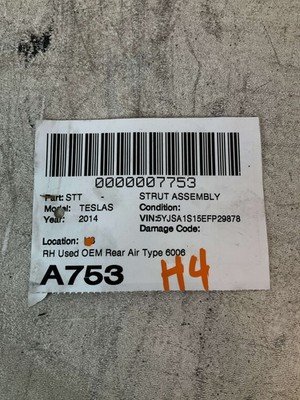 0000007753
Part: STT - STRUT ASSEMBLY
Model: TESLAS Condition:
Year: 2014 VIN:5YJSA1S15EFP29878
Damage Code:
Location:
RH Used OEM Rear Air Type 6006
A753 H4